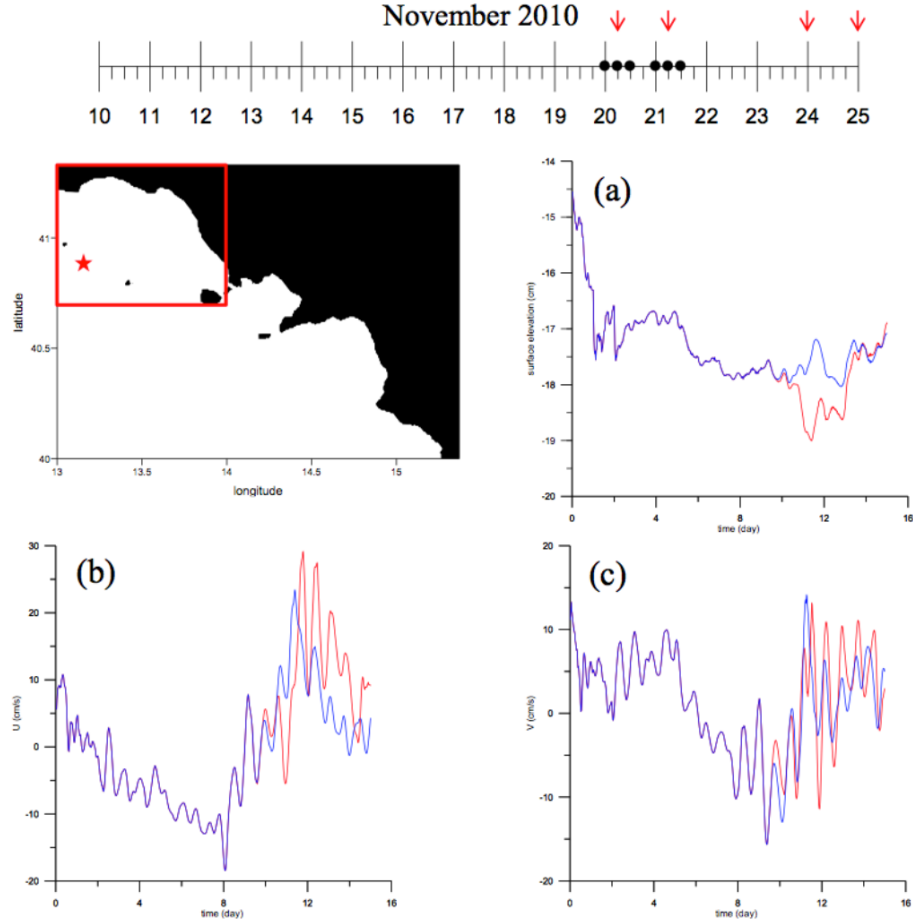 November 2010
10 11 12 13 14 15 16 17 18 19 20 21 22 23 24 25
latitude
41
40.5
40
13 13.5 14 14.5 15
longitude
(a)
surface elevation (cm)
-14
-15
-16
-17
-18
-19
-20
0 4 8 12 16
time (day)
(b)
U (cm/s)
30
20
10
0
-10
-20
0 4 8 12 16
time (day)
(c)
V (cm/s)
20
10
0
-10
-20
0 4 8 12 16
time (day)